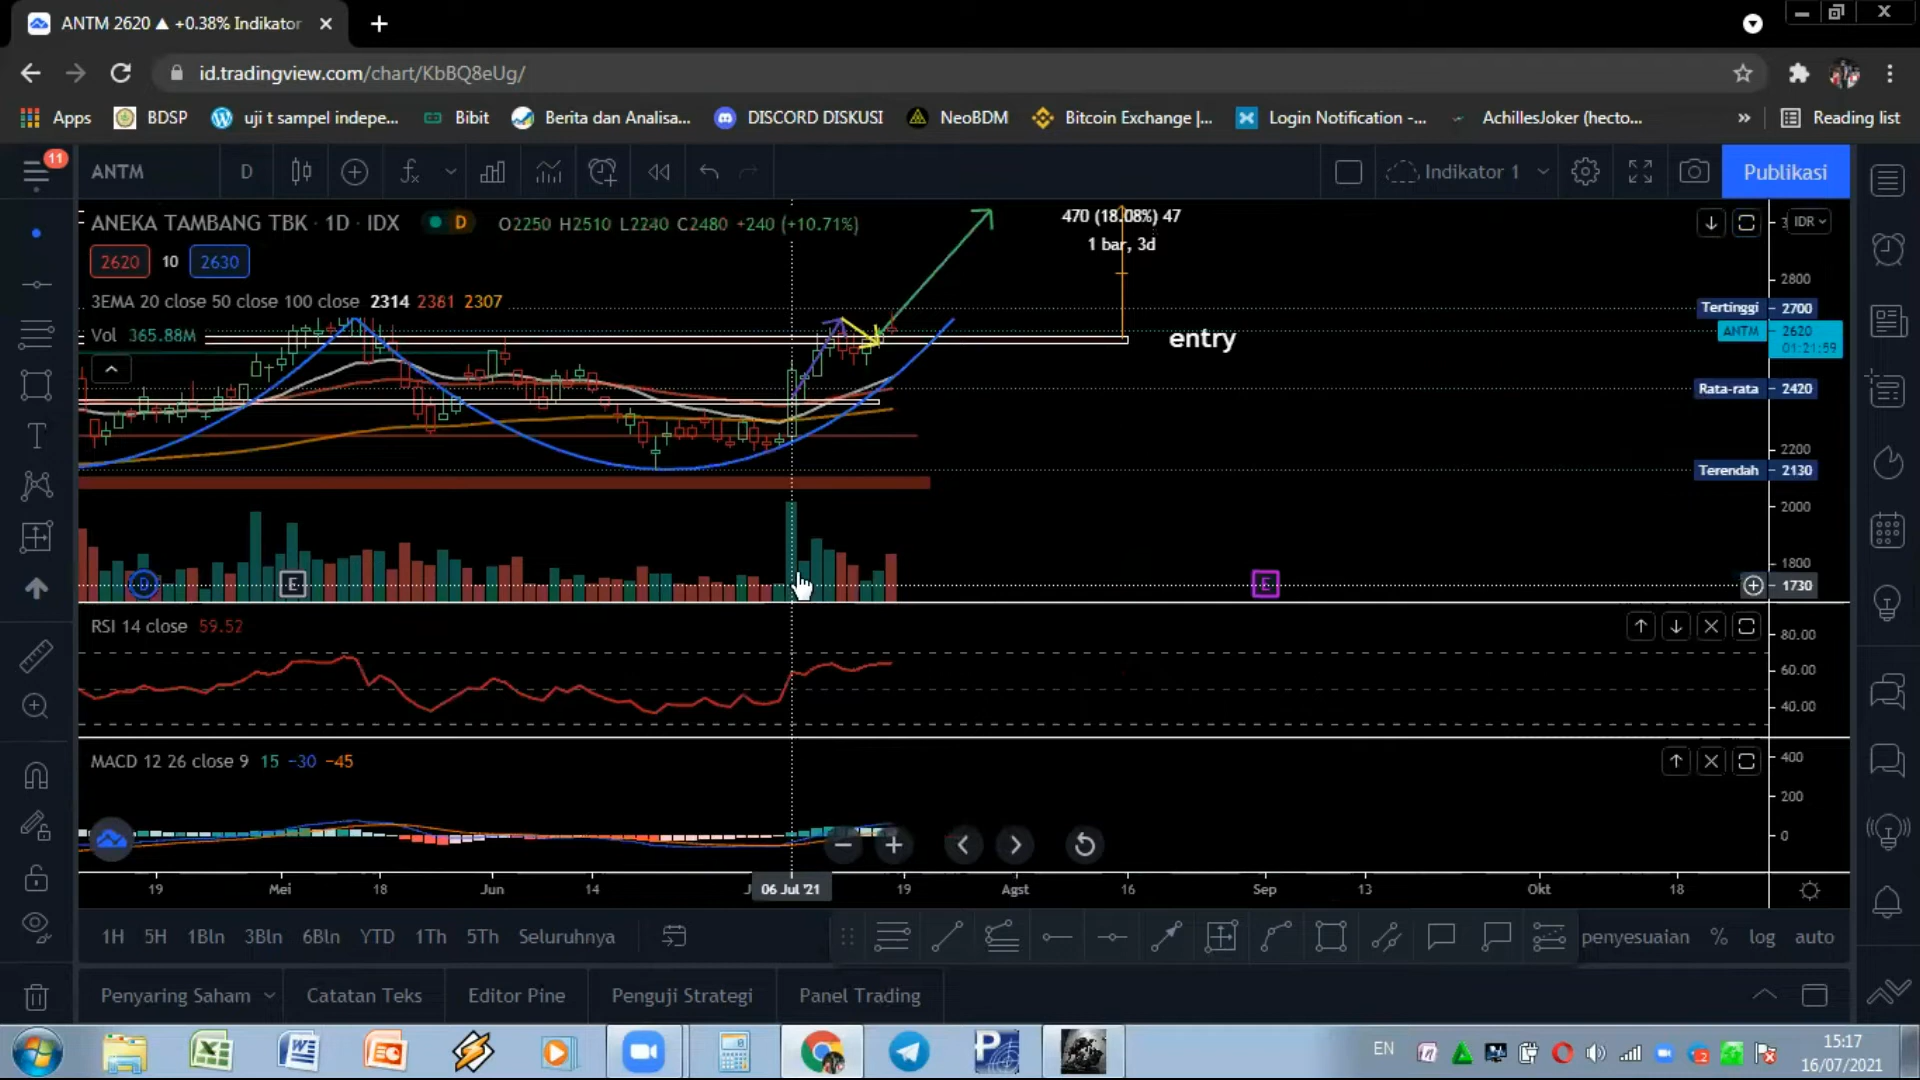 ANTM 2620 ▲ +0.38% Indikator
id.tradingview.com/chart/KbBQ8eUg/
Apps BDSP uji t sampel indepe... Bibit Berita dan Analisa... DISCORD DISKUSI NeoBDM Bitcoin Exchange |... Login Notification -... AchillesJoker (hecto... » Reading list
11
ANTM D Indikator 1 Publikasi
ANEKA TAMBANG TBK · 1D · IDX D O2250 H2510 L2240 C2480 +240 (+10.71%)
470 (18.08%) 47
1 bar, 3d
IDR
2620 10 2630
2800
3EMA 20 close 50 close 100 close 2314 2361 2307
Tertinggi 2700
Vol 365.88M
entry
ANTM 2620
01:21:59
Rata-rata 2420
2200
Terendah 2130
2000
1800
D E E 1730
RSI 14 close 59.52
80.00
60.00
40.00
MACD 12 26 close 9 15 −30 −45
400
200
0
19 Mei 18 Jun 14 06 Jul '21 19 Agst 16 Sep 13 Okt 18
1H 5H 1Bln 3Bln 6Bln YTD 1Th 5Th Seluruhnya penyesuaian % log auto
Penyaring Saham Catatan Teks Editor Pine Penguji Strategi Panel Trading
EN 15:17
16/07/2021